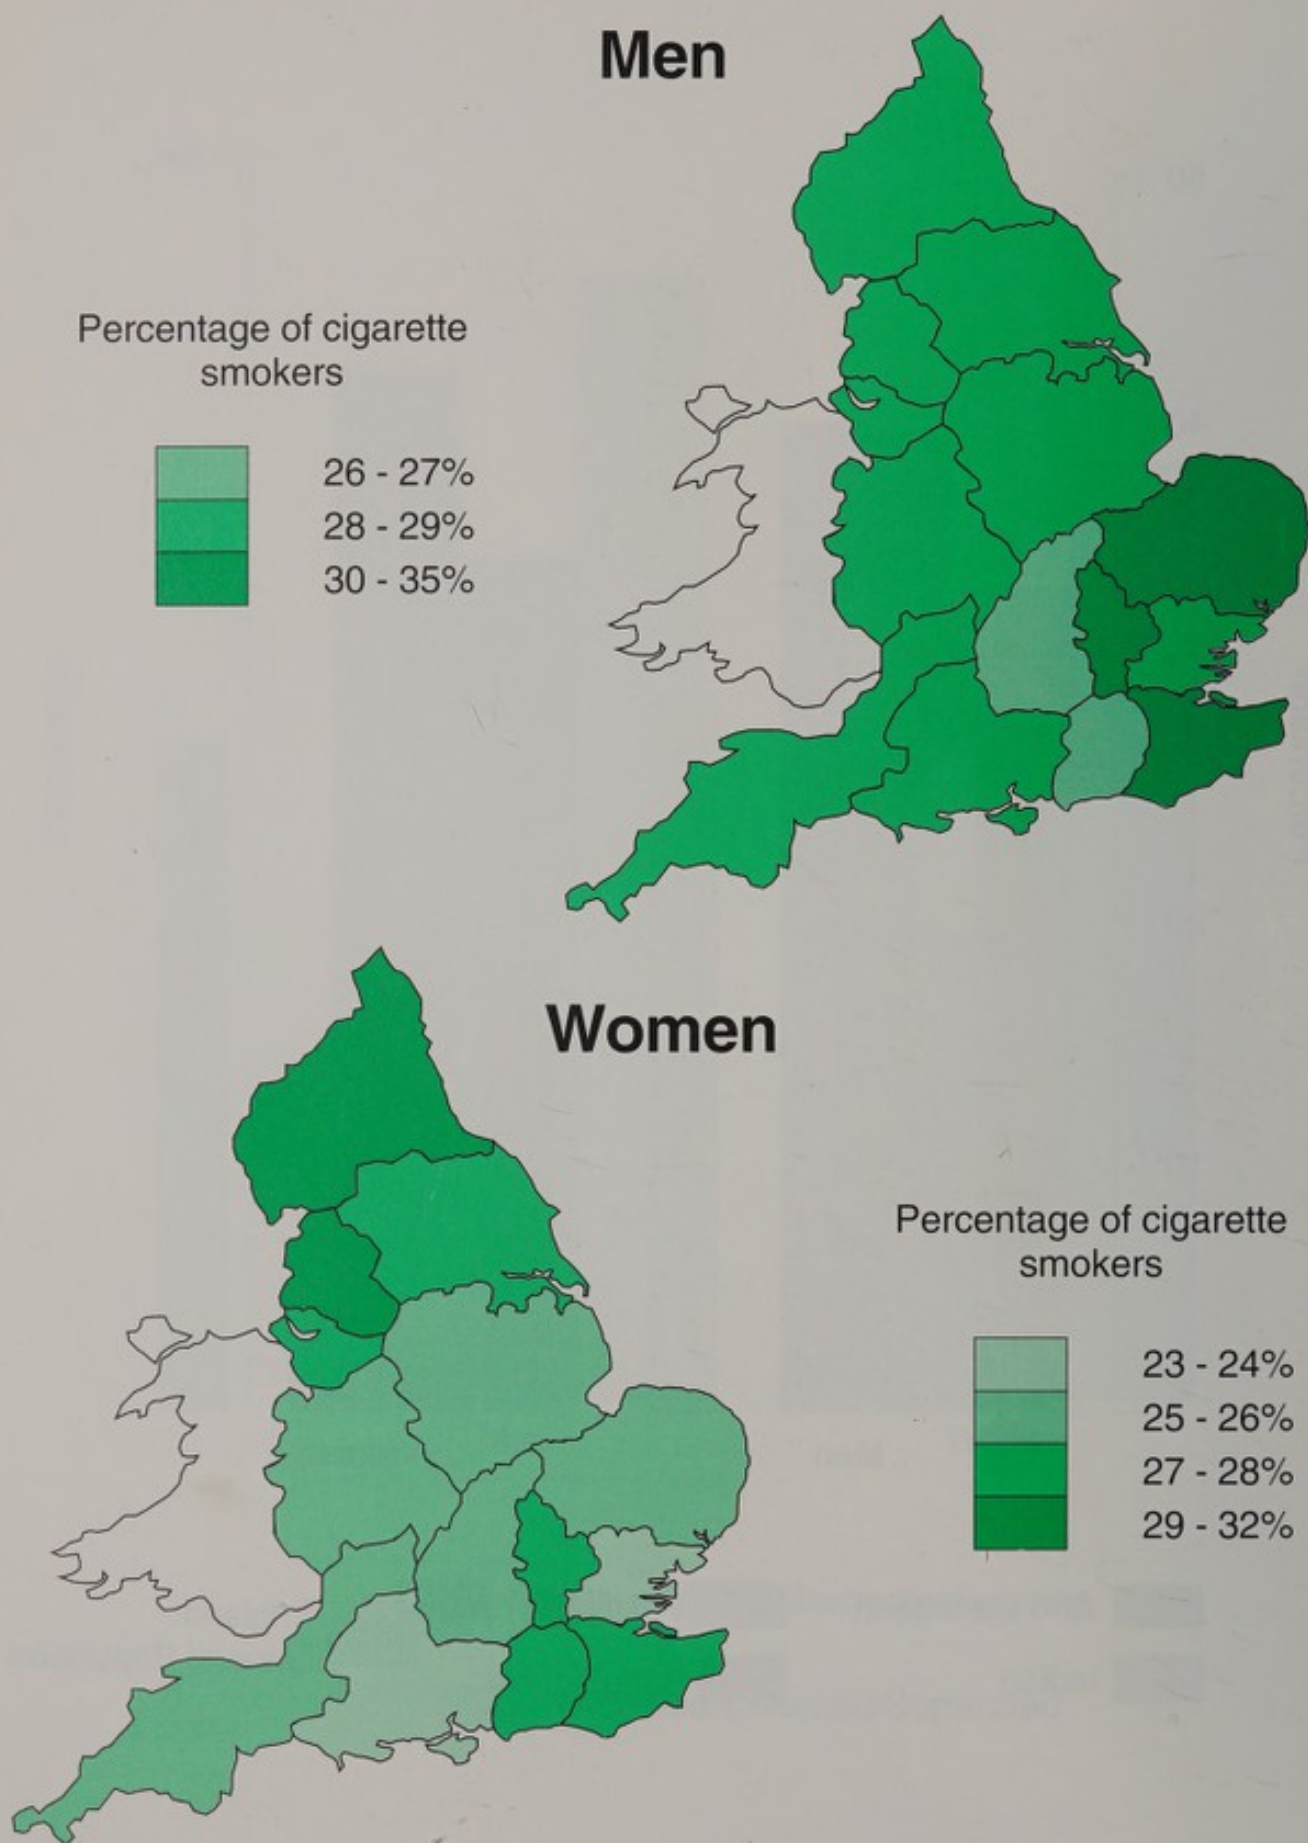 Men
Percentage of cigarette
smokers
26 - 27%
28 - 29%
30 - 35%
Women
Percentage of cigarette
smokers
23 - 24%
25 - 26%
27 - 28%
29 - 32%